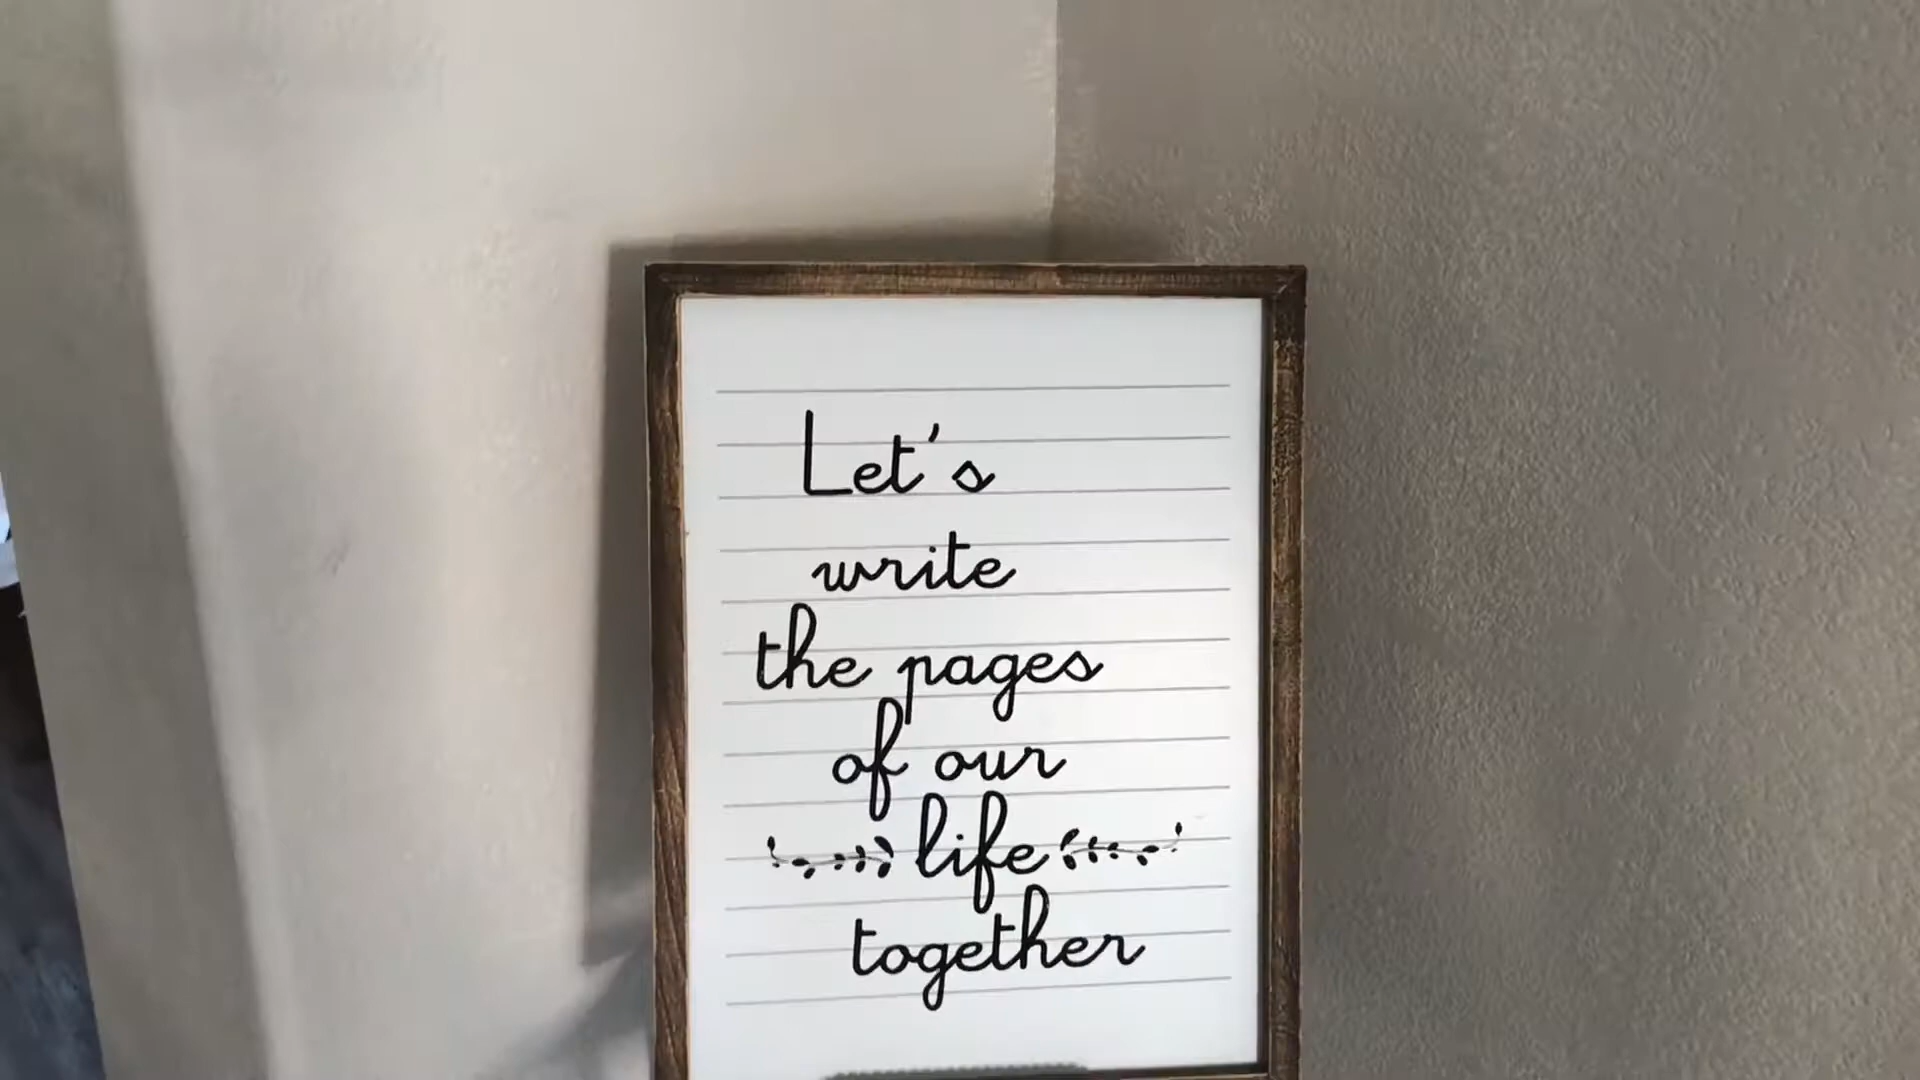 Let's
write
the pages
of our
life
together